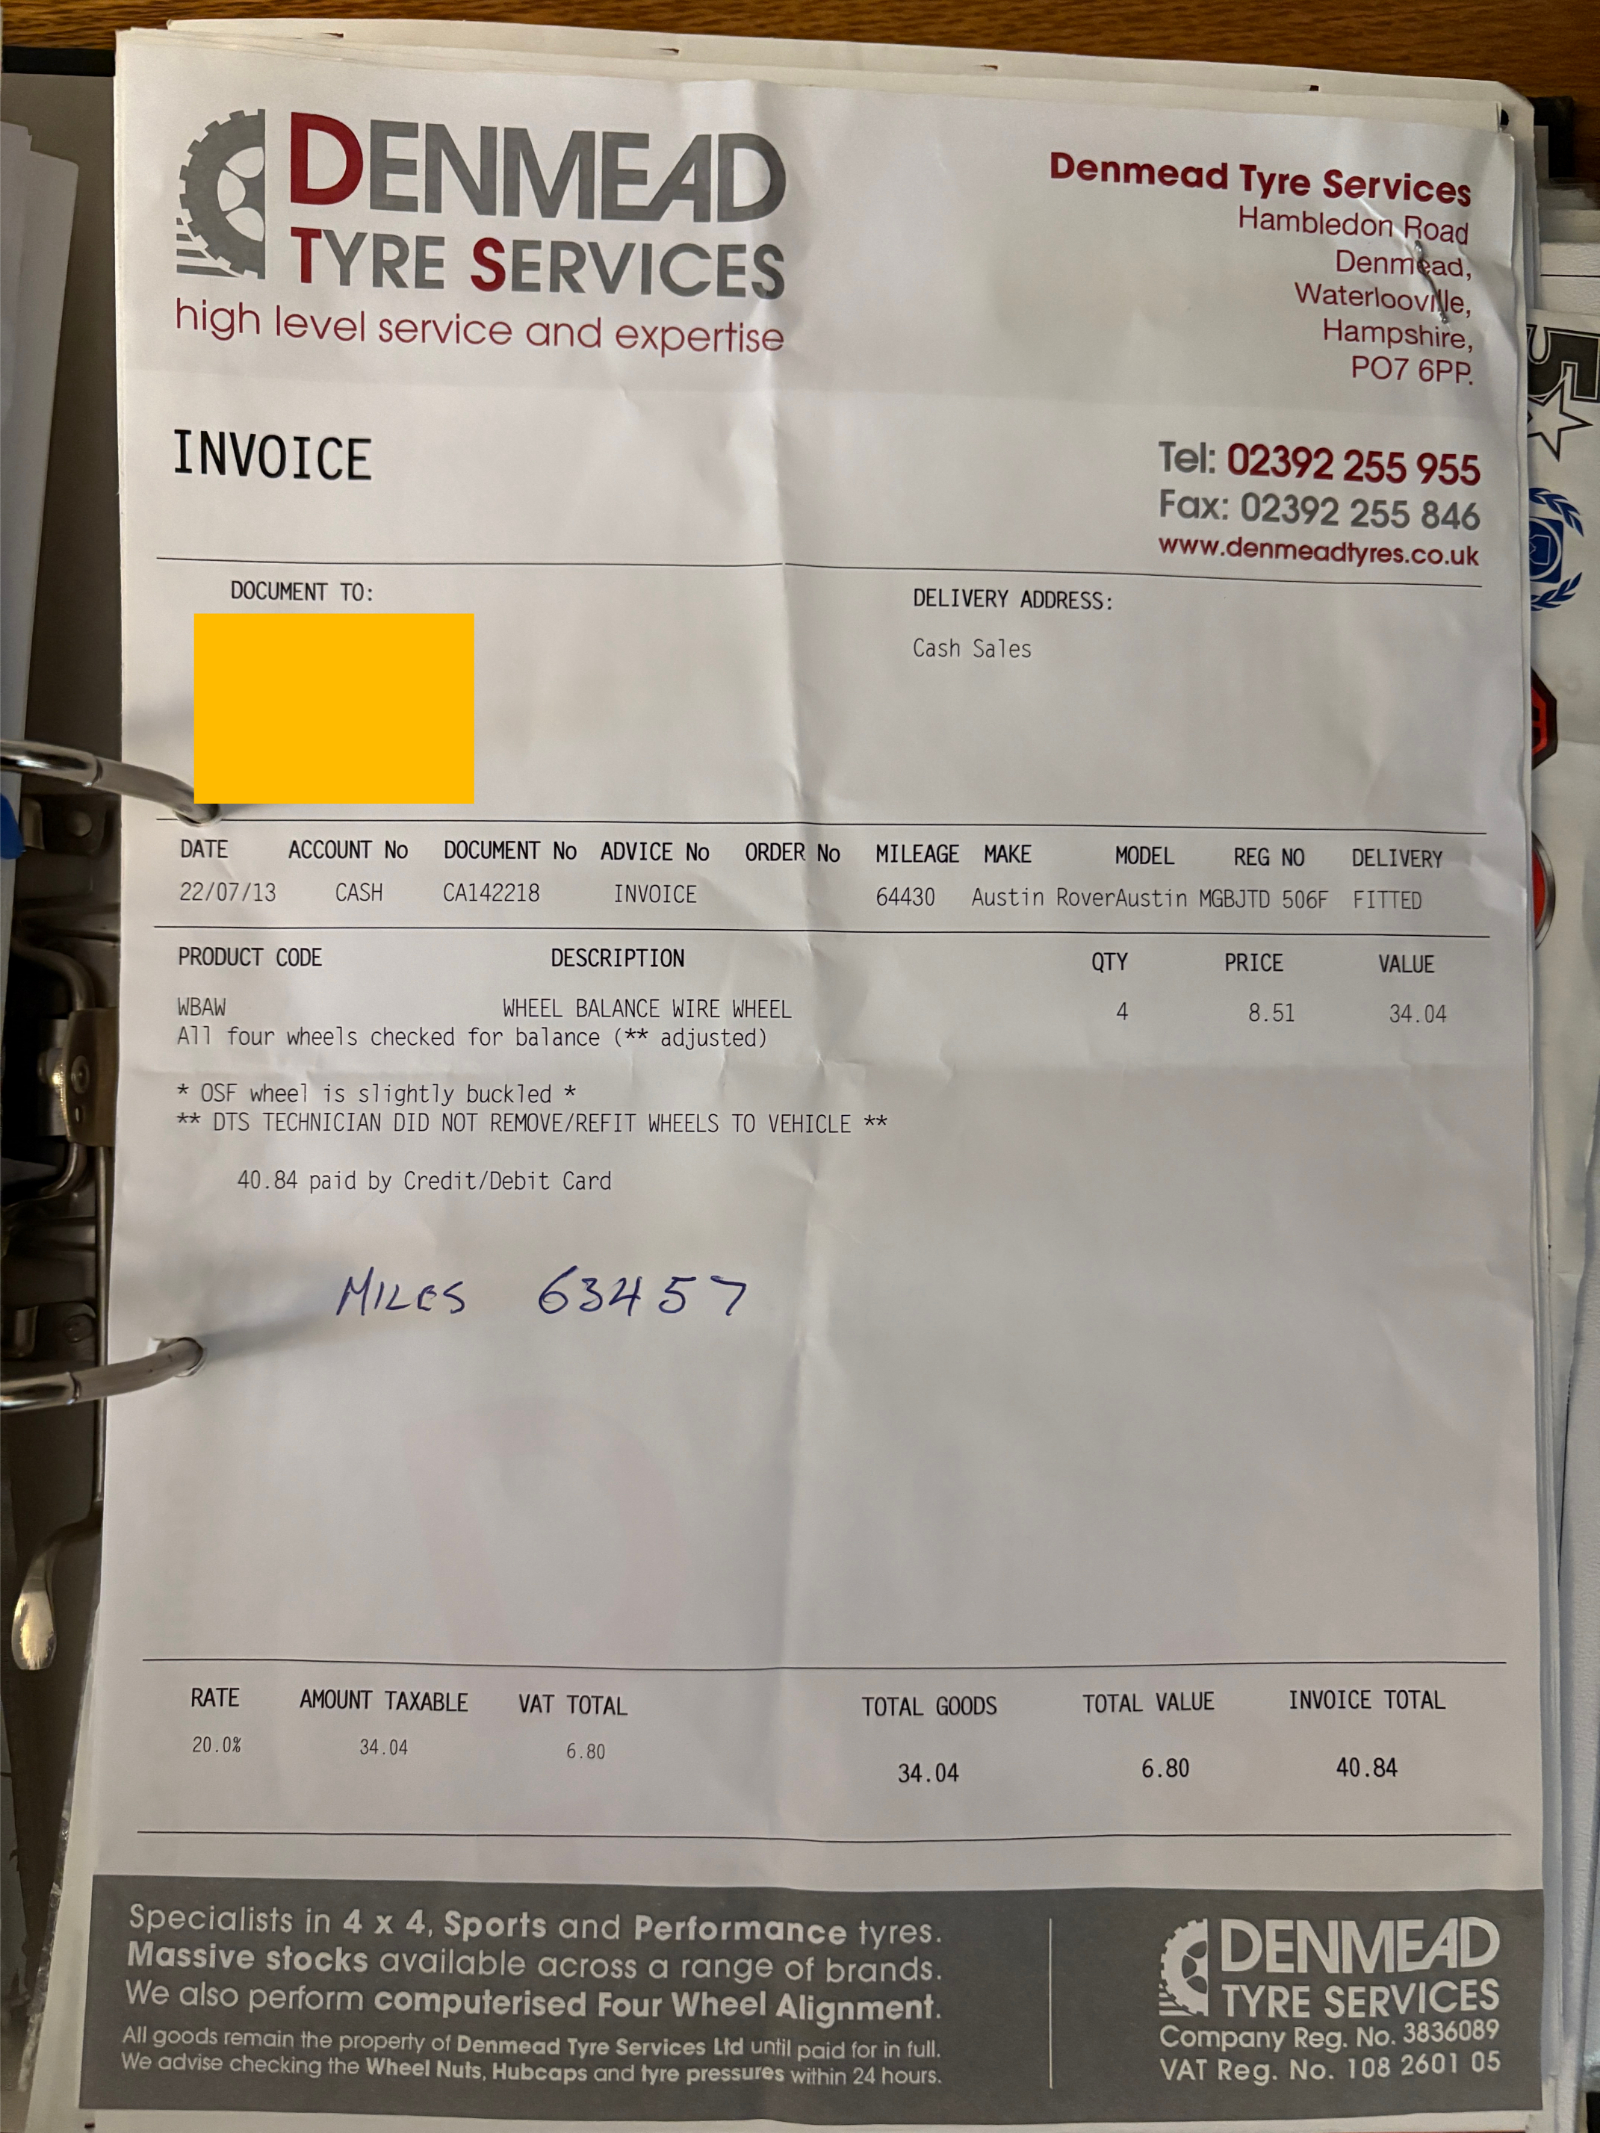 DENMEAD
TYRE SERVICES
high level service and expertise
Denmead Tyre Services
Hambledon Road
Denmead,
Waterlooville,
Hampshire,
PO7 6PP.
INVOICE
Tel: 02392 255 955
Fax: 02392 255 846
www.denmeadtyres.co.uk
DOCUMENT TO:
DELIVERY ADDRESS:
Cash Sales
DATE ACCOUNT No DOCUMENT No ADVICE No ORDER No MILEAGE MAKE MODEL REG NO DELIVERY
22/07/13 CASH CA142218 INVOICE 64430 Austin RoverAustin MGBJTD 506F FITTED
PRODUCT CODE DESCRIPTION QTY PRICE VALUE
WBAW WHEEL BALANCE WIRE WHEEL 4 8.51 34.04
All four wheels checked for balance (** adjusted)
* OSF wheel is slightly buckled *
** DTS TECHNICIAN DID NOT REMOVE/REFIT WHEELS TO VEHICLE **
40.84 paid by Credit/Debit Card
MILES 63457
RATE AMOUNT TAXABLE VAT TOTAL TOTAL GOODS TOTAL VALUE INVOICE TOTAL
20.0% 34.04 6.80 34.04 6.80 40.84
Specialists in 4 x 4, Sports and Performance tyres.
Massive stocks available across a range of brands.
We also perform computerised Four Wheel Alignment.
All goods remain the property of Denmead Tyre Services Ltd until paid for in full.
We advise checking the Wheel Nuts, Hubcaps and tyre pressures within 24 hours.
DENMEAD
TYRE SERVICES
Company Reg. No. 3836089
VAT Reg. No. 108 2601 05
5